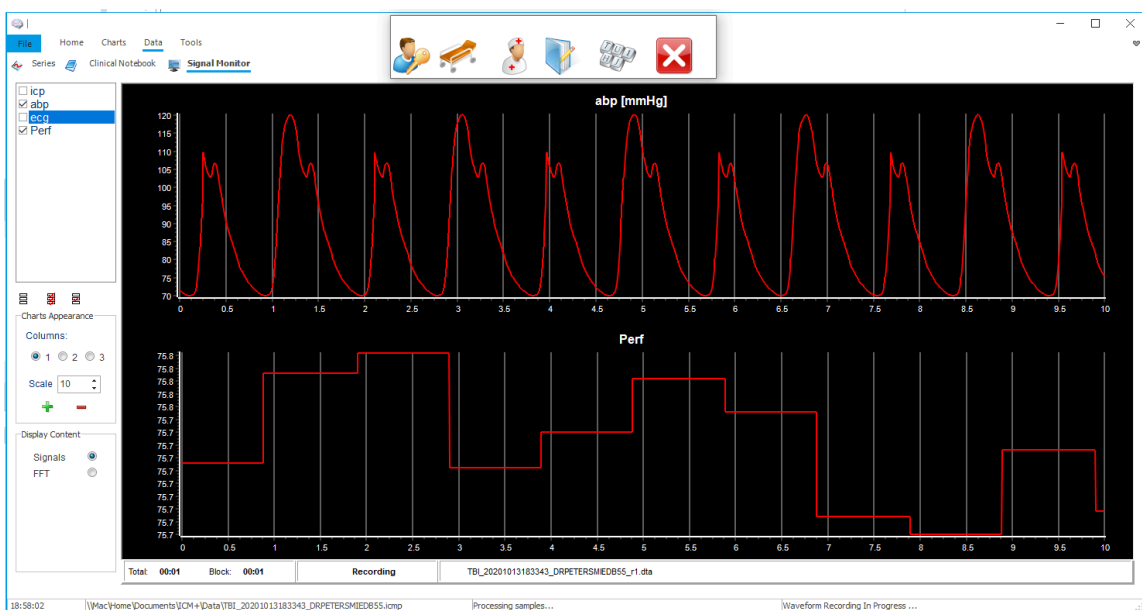 File Home Charts Data Tools
Series Clinical Notebook Signal Monitor
icp
abp
ecg
Perf
Charts Appearance
Columns:
1 2 3
Scale 10
Display Content
Signals
FFT
abp [mmHg]
120
115
110
105
100
95
90
85
80
75
70
0 0.5 1 1.5 2 2.5 3 3.5 4 4.5 5 5.5 6 6.5 7 7.5 8 8.5 9 9.5 10
Perf
75.8
75.8
75.8
75.8
75.8
75.7
75.7
75.7
75.7
75.7
75.7
75.7
75.7
75.7
75.7
0 0.5 1 1.5 2 2.5 3 3.5 4 4.5 5 5.5 6 6.5 7 7.5 8 8.5 9 9.5 10
Total: 00:01 Block: 00:01 Recording TBI_20201013183343_DRPETERSMIEDB55_r1.dta
18:58:02 \\Mac\Home\Documents\ICM+\Data\TBI_20201013183343_DRPETERSMIEDB55.icmp Processing samples... Waveform Recording In Progress ...